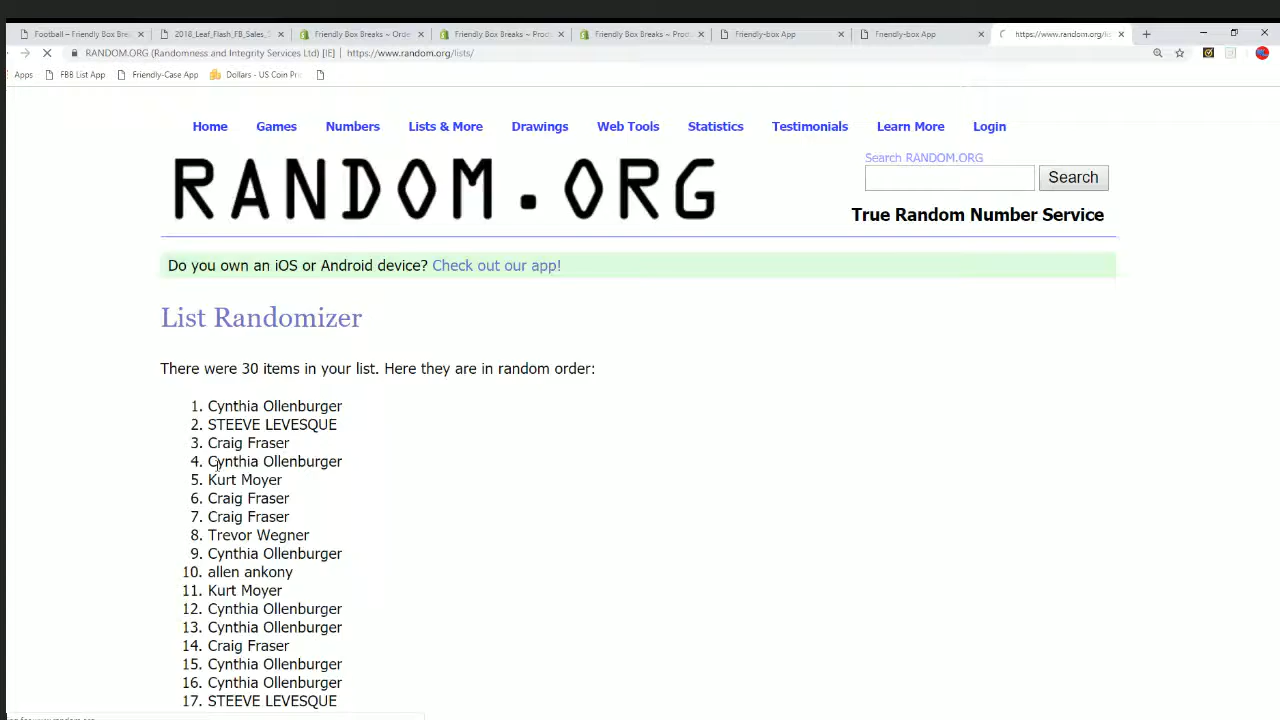 Football – Friendly Box Bre
2018_Leaf_Flash_FB_Sales_
Friendly Box Breaks ~ Orde
Friendly Box Breaks ~ Prod
Friendly Box Breaks ~ Prod
Friendly-box App
Friendly-box App
https://www.random.org/li
RANDOM.ORG (Randomness and Integrity Services Ltd) [IE] | https://www.random.org/lists/
Apps FBB List App Friendly-Case App Dollars - US Coin Pri
Home Games Numbers Lists & More Drawings Web Tools Statistics Testimonials Learn More Login
RANDOM.ORG
Search RANDOM.ORG
Search
True Random Number Service
Do you own an iOS or Android device? Check out our app!
List Randomizer
There were 30 items in your list. Here they are in random order:
1. Cynthia Ollenburger
2. STEEVE LEVESQUE
3. Craig Fraser
4. Cynthia Ollenburger
5. Kurt Moyer
6. Craig Fraser
7. Craig Fraser
8. Trevor Wegner
9. Cynthia Ollenburger
10. allen ankony
11. Kurt Moyer
12. Cynthia Ollenburger
13. Cynthia Ollenburger
14. Craig Fraser
15. Cynthia Ollenburger
16. Cynthia Ollenburger
17. STEEVE LEVESQUE